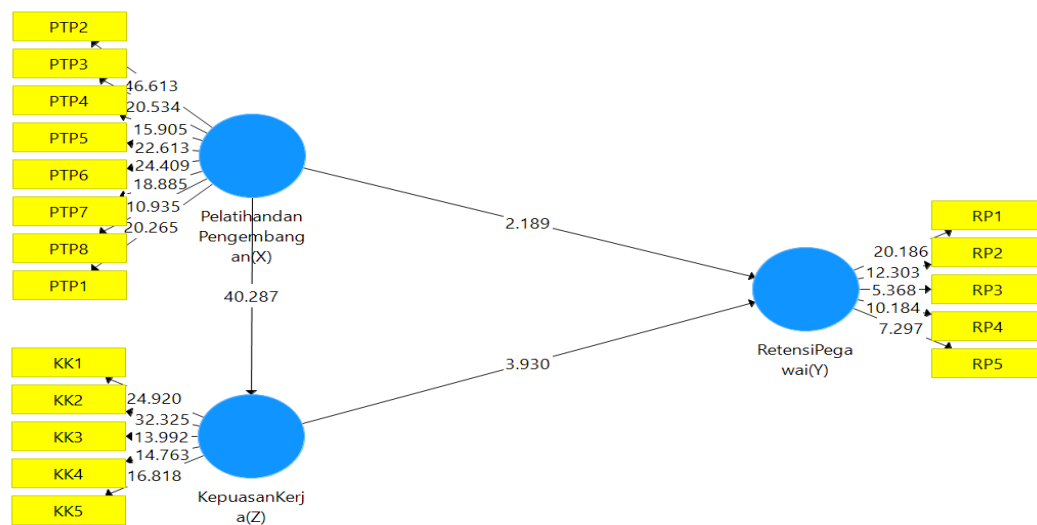 PTP2
PTP3
PTP4
PTP5
PTP6
PTP7
PTP8
PTP1
46.613
20.534
15.905
22.613
24.409
18.885
10.935
20.265
Pelatihandan
Pengembang
an(X)
2.189
40.287
3.930
KK1
KK2
KK3
KK4
KK5
24.920
32.325
13.992
14.763
16.818
KepuasanKerj
a(Z)
RetensiPega
wai(Y)
20.186
12.303
5.368
10.184
7.297
RP1
RP2
RP3
RP4
RP5